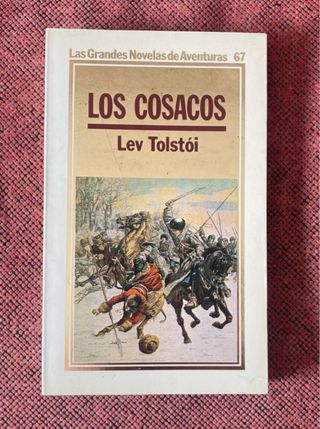 Las Grandes Novelas de Aventuras 67
LOS COSACOS
Lev Tolstói